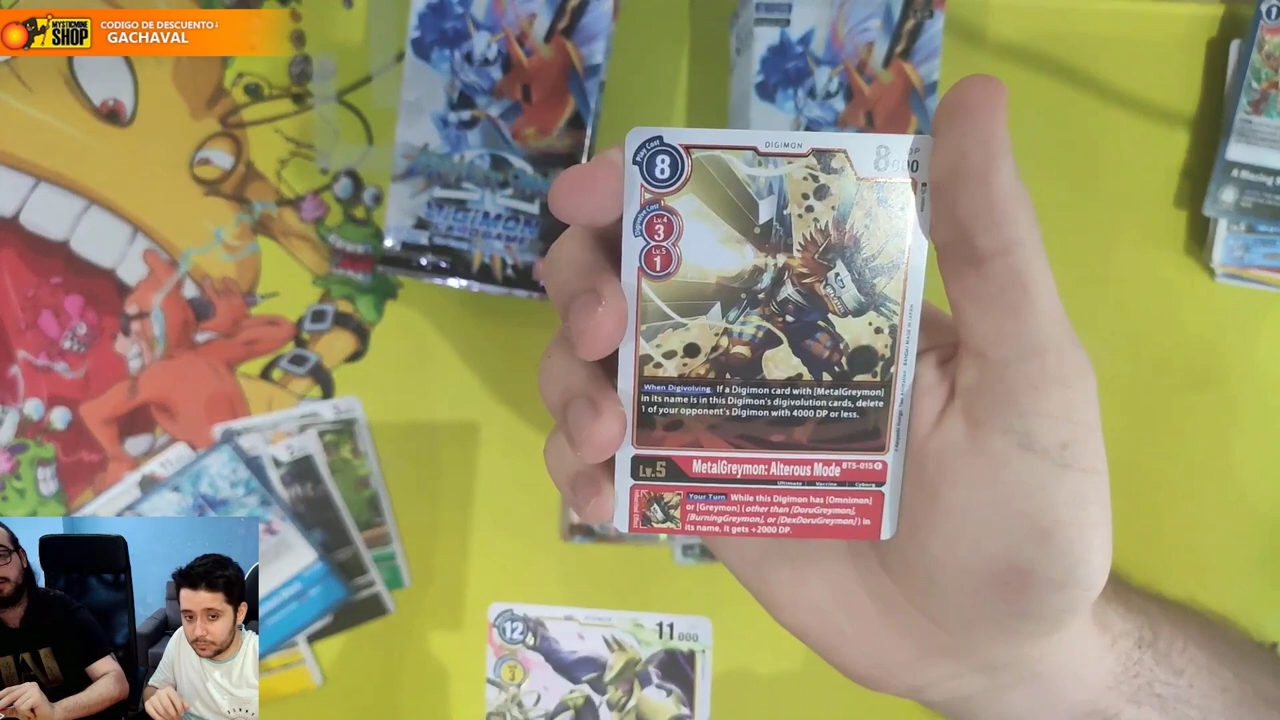 MYSTICMINE
SHOP
CODIGO DE DESCUENTO:
GACHAVAL
DIGIMON
DIGIMON
Play Cost
8
8000
DP
Digivolve Cost
Lv.4
3
Lv.5
1
When Digivolving If a Digimon card with [MetalGreymon]
in its name is in this Digimon's digivolution cards, delete
1 of your opponent's Digimon with 4000 DP or less.
Lv.5 MetalGreymon: Alterous Mode BT5-015
Ultimate Vaccine Cyborg
Your Turn While this Digimon has [Omnimon]
or [Greymon] (other than [DoruGreymon],
[BurningGreymon], or [DexDoruGreymon]) in
its name, it gets +2000 DP.
12
11000
3
A Blazing